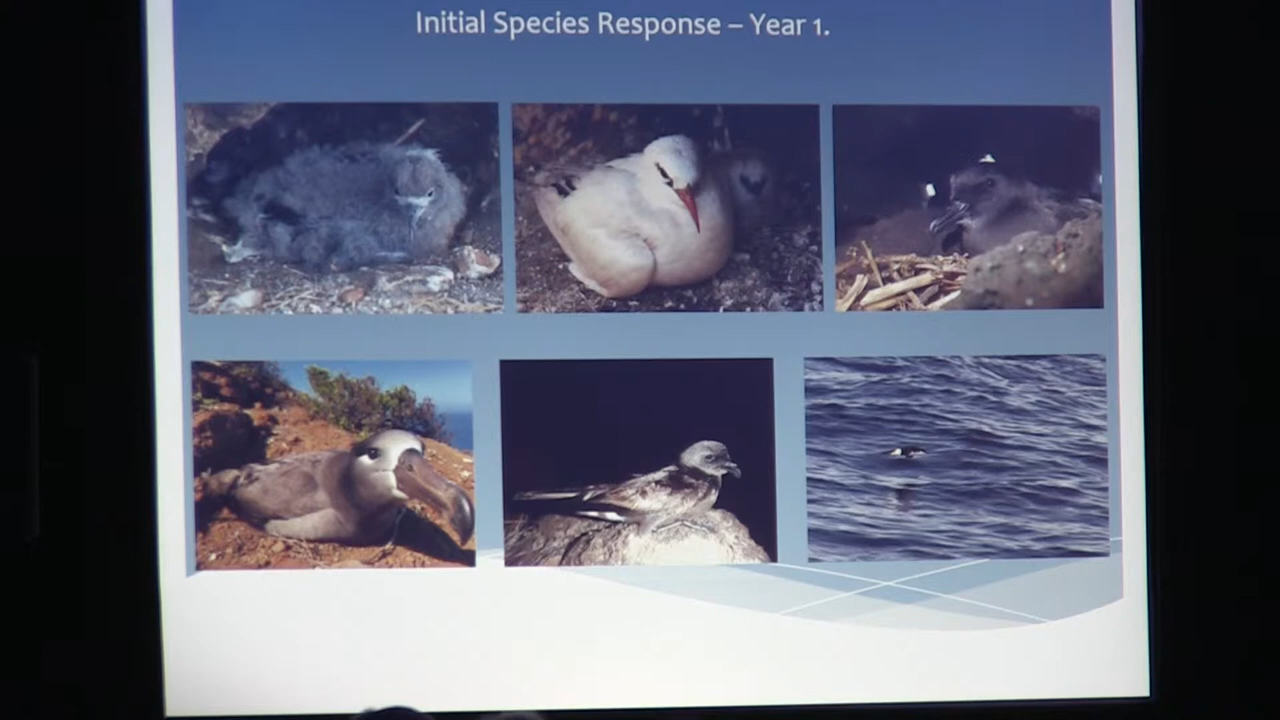 Initial Species Response – Year 1.